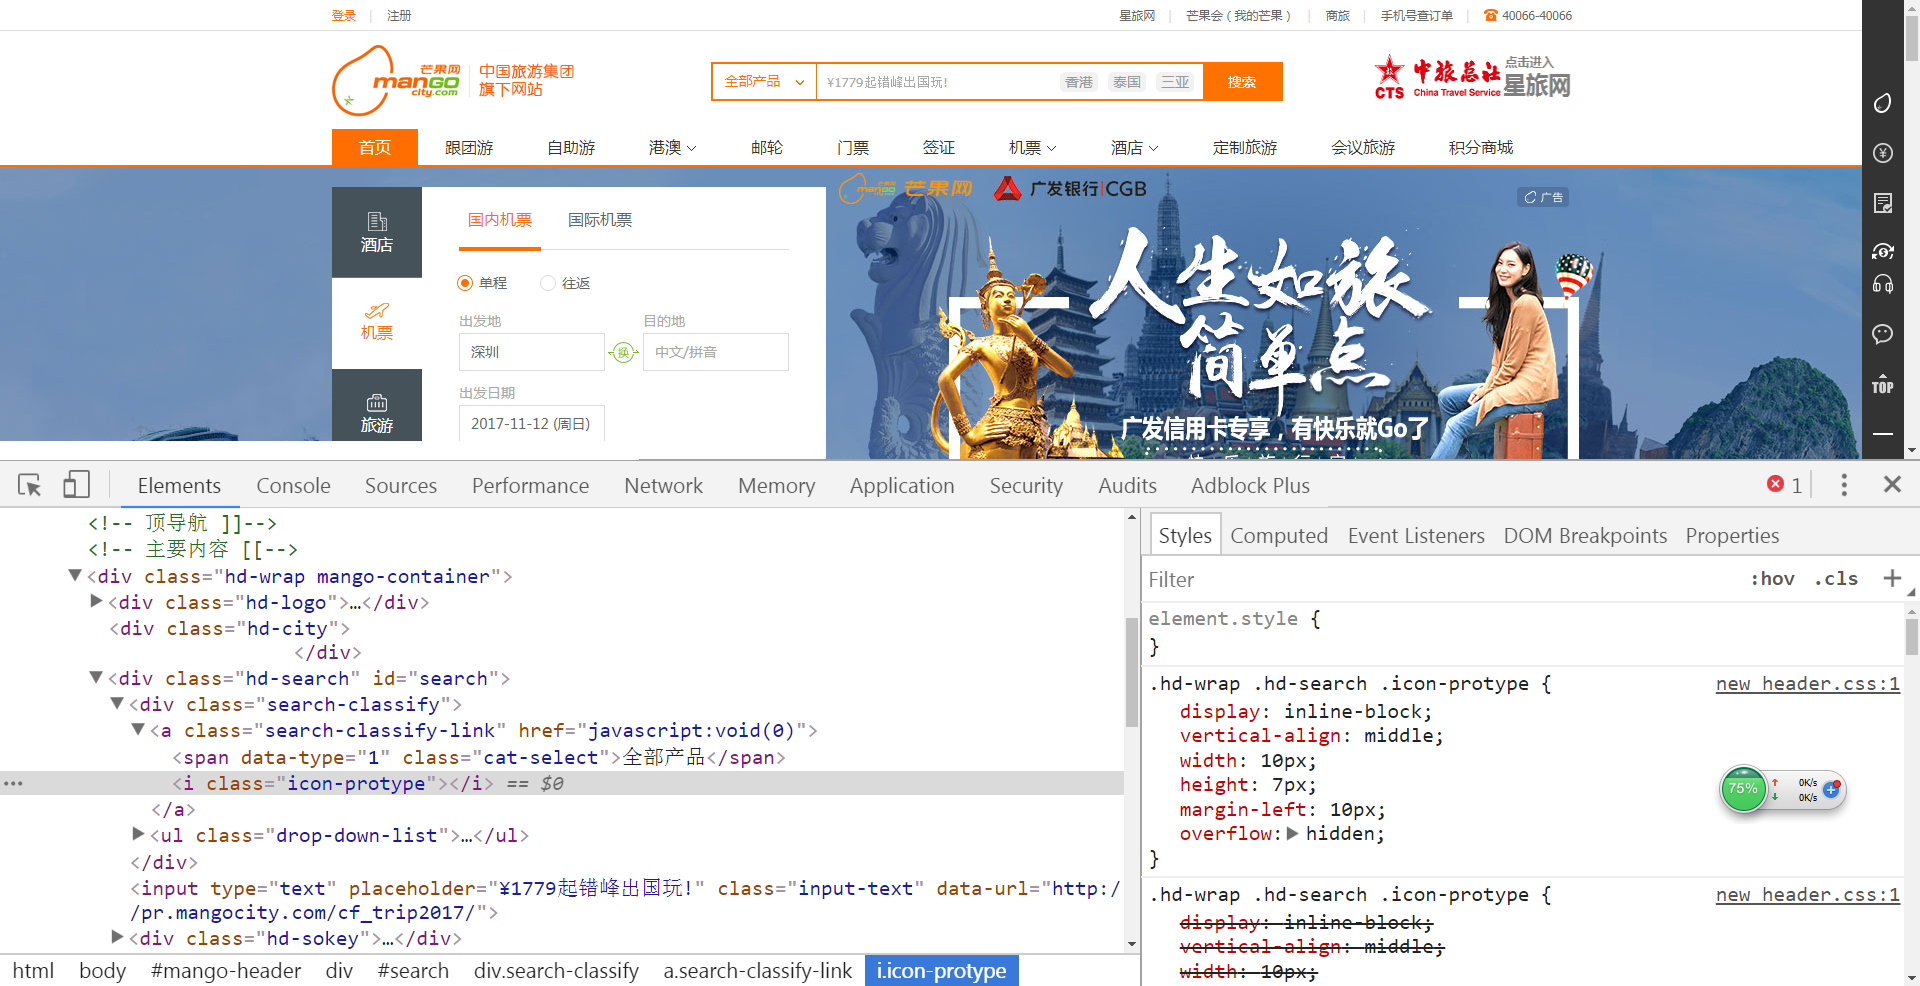 登录 | 注册
星旅网 | 芒果会 ( 我的芒果 ) | 商旅 | 手机号查订单 | 40066-40066
芒果网
mango
city.com
中国旅游集团
旗下网站
全部产品 ¥1779起错峰出国玩! 香港 泰国 三亚 搜索
CTS
中旅总社
China Travel Service
点击进入
星旅网
首页 跟团游 自助游 港澳 邮轮 门票 签证 机票 酒店 定制旅游 会议旅游 积分商城
酒店
机票
旅游
国内机票 国际机票
单程 往返
出发地 目的地
深圳 换 中文/拼音
出发日期
2017-11-12 (周日)
mango 芒果网 广发银行|CGB
广告
人生如旅
简单点
广发信用卡专享，有快乐就Go了
¥
TOP
Elements Console Sources Performance Network Memory Application Security Audits Adblock Plus 1
<!-- 顶导航 ]]-->
<!-- 主要内容 [[-->
<div class="hd-wrap mango-container">
<div class="hd-logo">…</div>
<div class="hd-city">
</div>
<div class="hd-search" id="search">
<div class="search-classify">
<a class="search-classify-link" href="javascript:void(0)">
<span data-type="1" class="cat-select">全部产品</span>
<i class="icon-protype"></i> == $0
</a>
<ul class="drop-down-list">…</ul>
</div>
<input type="text" placeholder="¥1779起错峰出国玩!" class="input-text" data-url="http:/
/pr.mangocity.com/cf_trip2017/">
<div class="hd-sokey">…</div>
html body #mango-header div #search div.search-classify a.search-classify-link i.icon-protype
Styles Computed Event Listeners DOM Breakpoints Properties
Filter :hov .cls +
element.style {
}
.hd-wrap .hd-search .icon-protype { new_header.css:1
display: inline-block;
vertical-align: middle;
width: 10px;
height: 7px;
margin-left: 10px;
overflow: hidden;
}
.hd-wrap .hd-search .icon-protype { new_header.css:1
display: inline-block;
vertical-align: middle;
width: 10px;
75% 0K/s
0K/s